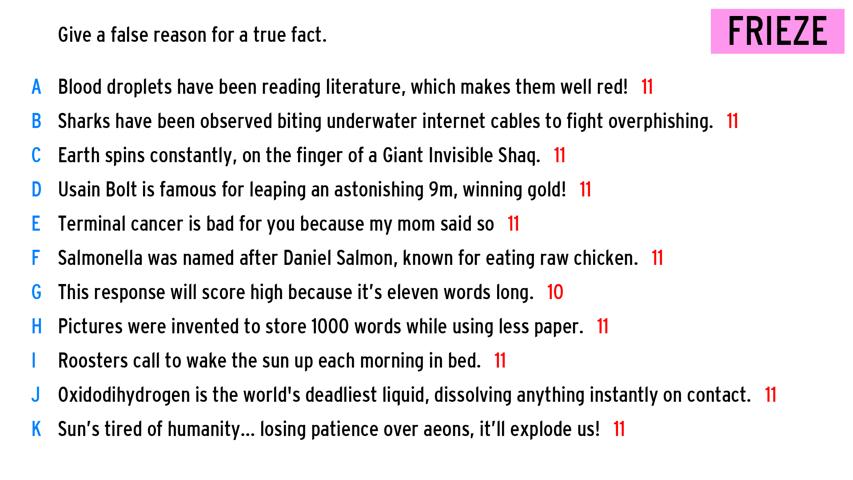 Give a false reason for a true fact.
FRIEZE
A Blood droplets have been reading literature, which makes them well red! 11
B Sharks have been observed biting underwater internet cables to fight overphishing. 11
C Earth spins constantly, on the finger of a Giant Invisible Shaq. 11
D Usain Bolt is famous for leaping an astonishing 9m, winning gold! 11
E Terminal cancer is bad for you because my mom said so 11
F Salmonella was named after Daniel Salmon, known for eating raw chicken. 11
G This response will score high because it’s eleven words long. 10
H Pictures were invented to store 1000 words while using less paper. 11
I Roosters call to wake the sun up each morning in bed. 11
J Oxidodihydrogen is the world's deadliest liquid, dissolving anything instantly on contact. 11
K Sun’s tired of humanity... losing patience over aeons, it’ll explode us! 11